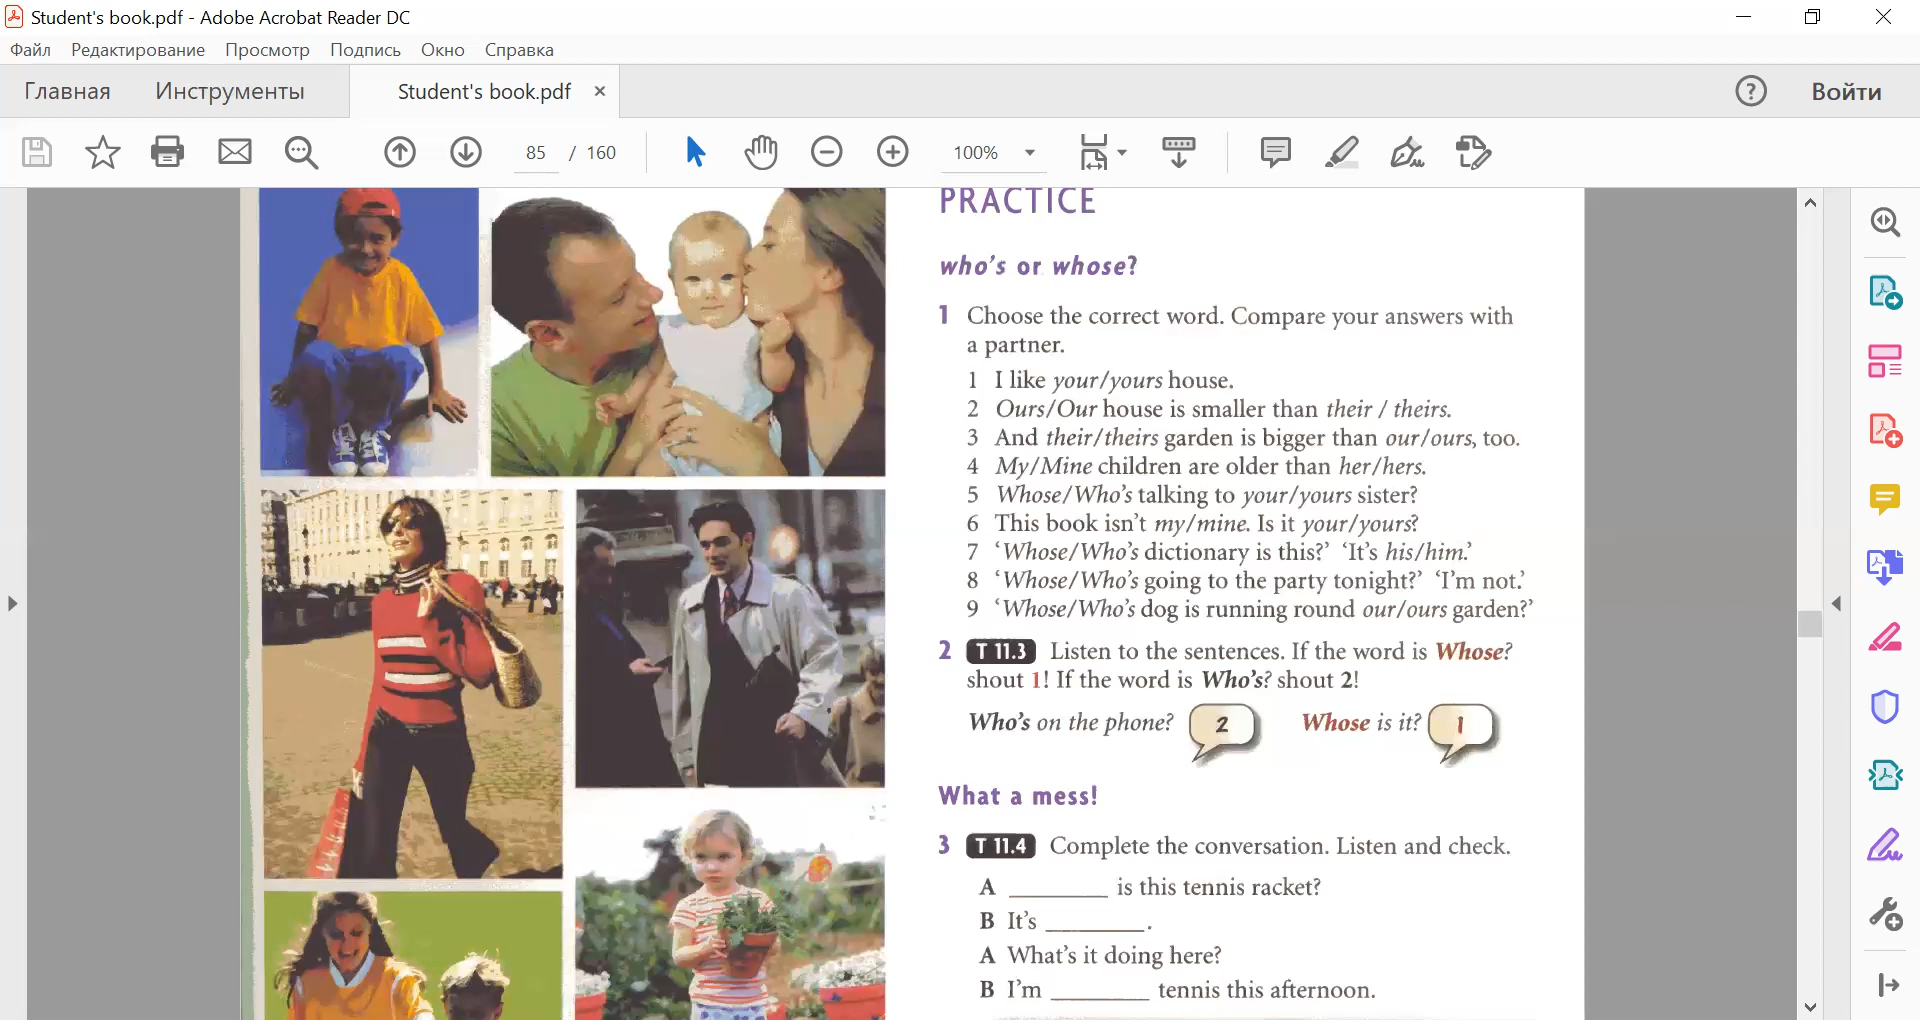 Student's book.pdf - Adobe Acrobat Reader DC
Файл Редактирование Просмотр Подпись Окно Справка
Главная Инструменты Student's book.pdf × ? Войти
85 / 160 100%
PRACTICE
who's or whose?
1 Choose the correct word. Compare your answers with
a partner.
1 I like your/yours house.
2 Ours/Our house is smaller than their / theirs.
3 And their/theirs garden is bigger than our/ours, too.
4 My/Mine children are older than her/hers.
5 Whose/Who's talking to your/yours sister?
6 This book isn't my/mine. Is it your/yours?
7 ‘Whose/Who's dictionary is this?’ ‘It's his/him.’
8 ‘Whose/Who's going to the party tonight?’ ‘I'm not.’
9 ‘Whose/Who's dog is running round our/ours garden?’
2 T 11.3 Listen to the sentences. If the word is Whose?
shout 1! If the word is Who's? shout 2!
Who's on the phone? 2 Whose is it? 1
What a mess!
3 T 11.4 Complete the conversation. Listen and check.
A ________ is this tennis racket?
B It's ________.
A What's it doing here?
B I'm ________ tennis this afternoon.